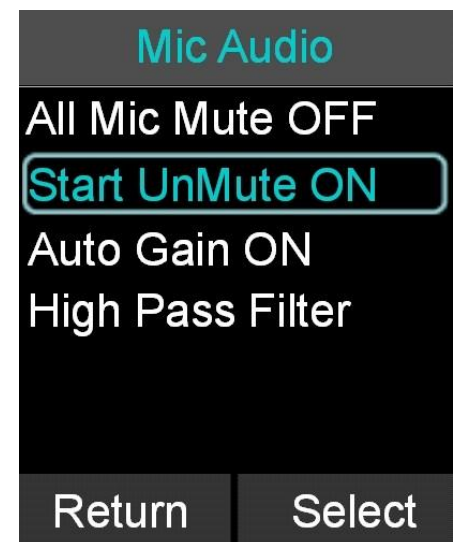 Mic Audio
All Mic Mute OFF
Start UnMute ON
Auto Gain ON
High Pass Filter
Return Select